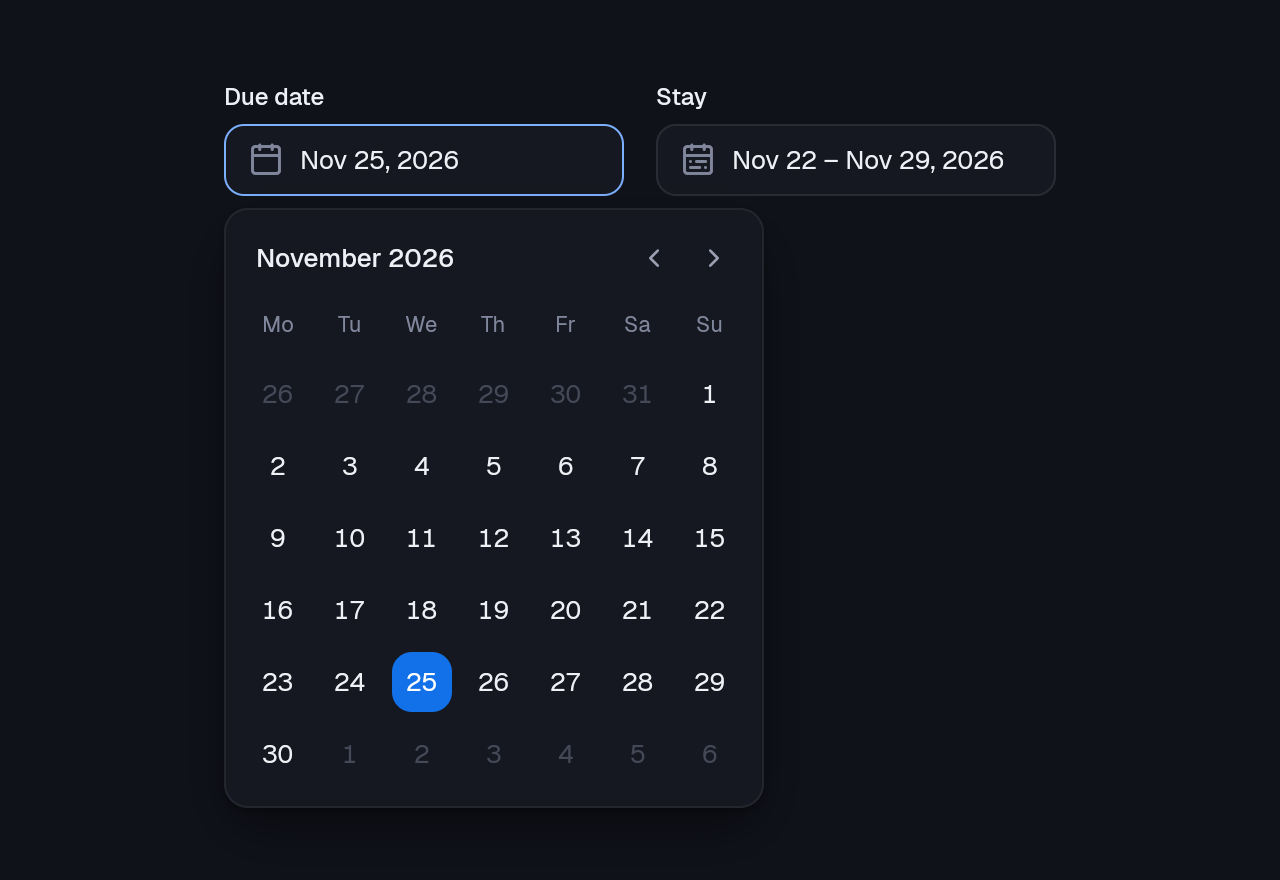 Due date Stay
Nov 25, 2026 Nov 22 – Nov 29, 2026
November 2026
Mo Tu We Th Fr Sa Su
26 27 28 29 30 31 1
2 3 4 5 6 7 8
9 10 11 12 13 14 15
16 17 18 19 20 21 22
23 24 25 26 27 28 29
30 1 2 3 4 5 6